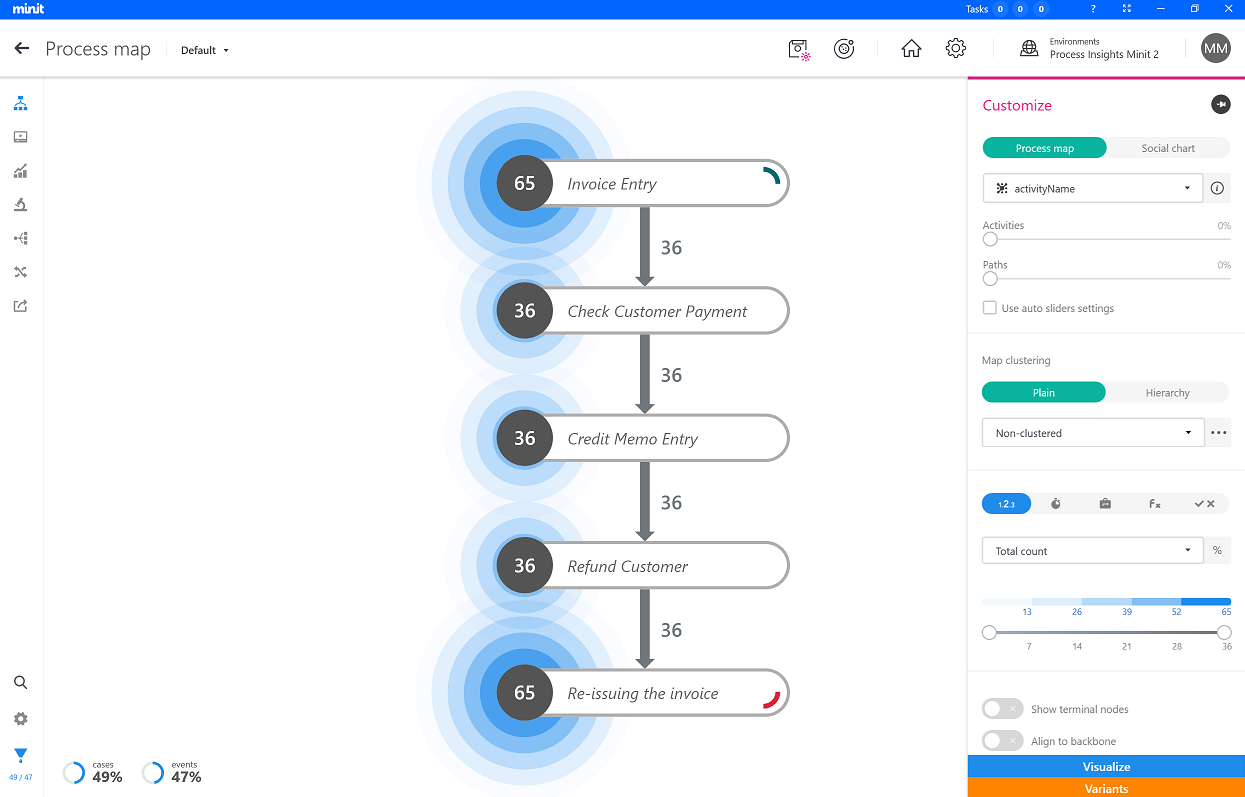 minit
Tasks 0 0 0 ?
Process map Default
Environments
Process Insights Minit 2
MM
Customize
Process map Social chart
activityName
Activities 0%
Paths 0%
Use auto sliders settings
Map clustering
Plain Hierarchy
Non-clustered
1.2.3 Fx
Total count %
13 26 39 52 65
7 14 21 28 36
Show terminal nodes
Align to backbone
Visualize
Variants
65 Invoice Entry
36
36 Check Customer Payment
36
36 Credit Memo Entry
36
36 Refund Customer
36
65 Re-issuing the invoice
49 / 47
cases
49%
events
47%